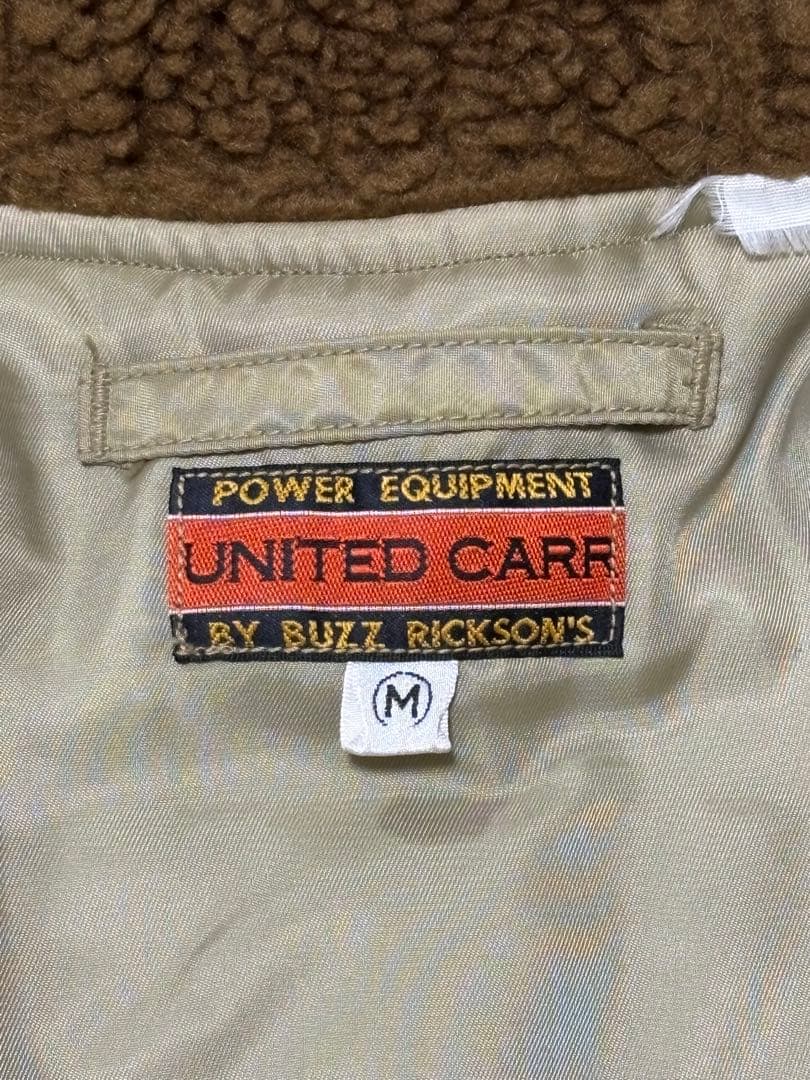 POWER EQUIPMENT
UNITED CARR
BY BUZZ RICKSON'S
M